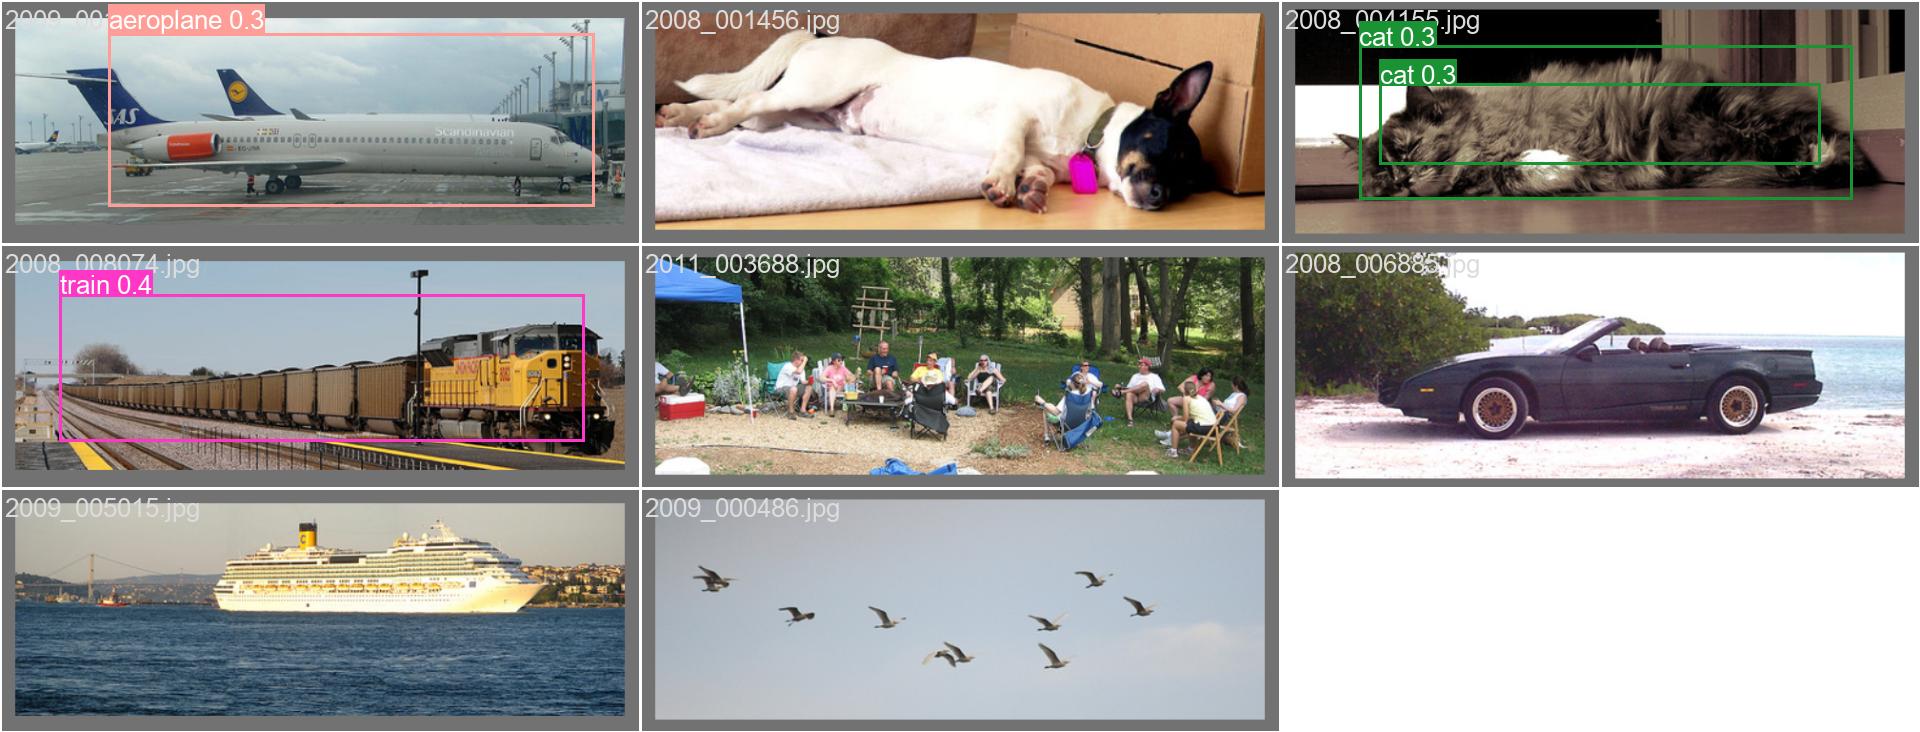 aeroplane 0.3
2008_001456.jpg
2008_004155.jpg
cat 0.3
cat 0.3
SAS
Scandinavian
2008_008074.jpg
train 0.4
2011_003688.jpg
2008_006885.jpg
2009_005015.jpg
C
2009_000486.jpg